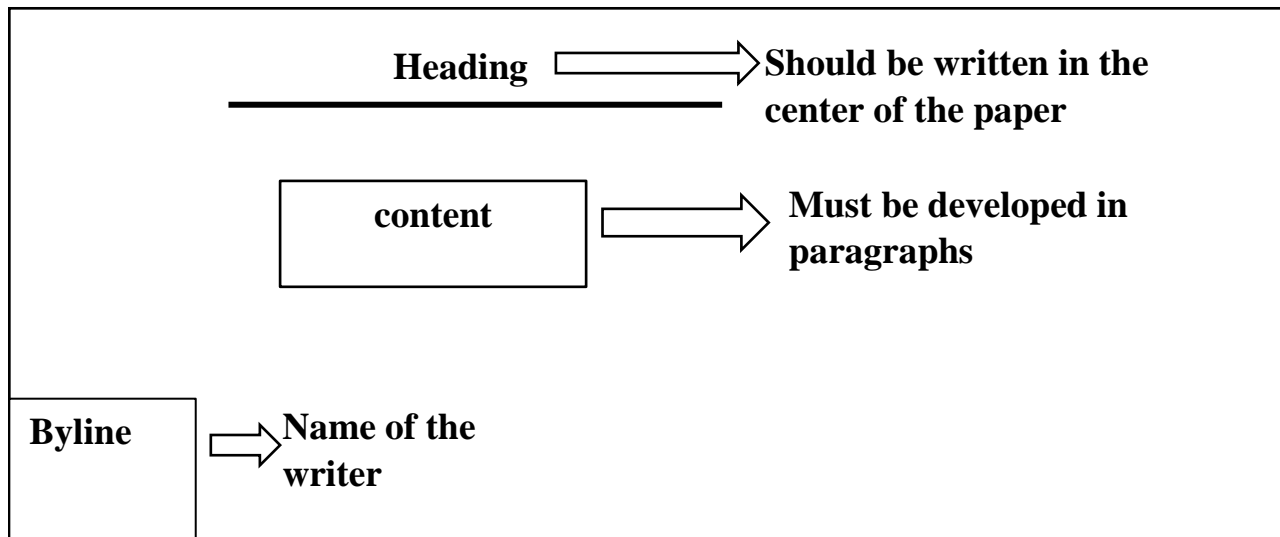 Heading
Should be written in the
center of the paper
content
Must be developed in
paragraphs
Byline
Name of the
writer